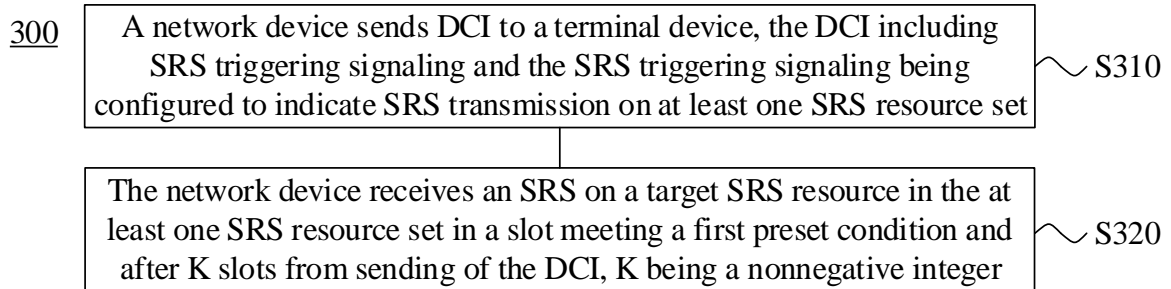 300
A network device sends DCI to a terminal device, the DCI including
SRS triggering signaling and the SRS triggering signaling being
configured to indicate SRS transmission on at least one SRS resource set
S310
The network device receives an SRS on a target SRS resource in the at
least one SRS resource set in a slot meeting a first preset condition and
after K slots from sending of the DCI, K being a nonnegative integer
S320